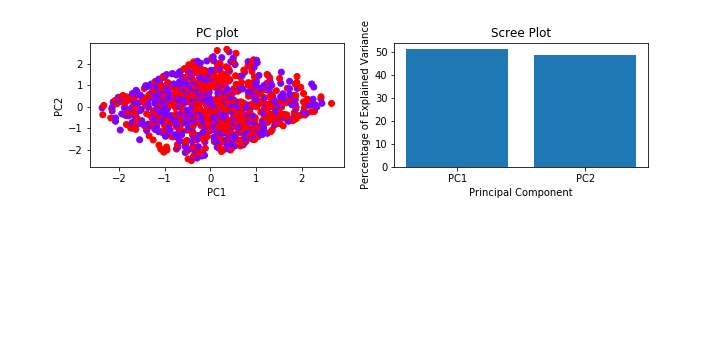 PC plot
PC2
2
1
0
−1
−2
−2 −1 0 1 2
PC1
Scree Plot
Percentage of Explained Variance
50
40
30
20
10
0
PC1 PC2
Principal Component